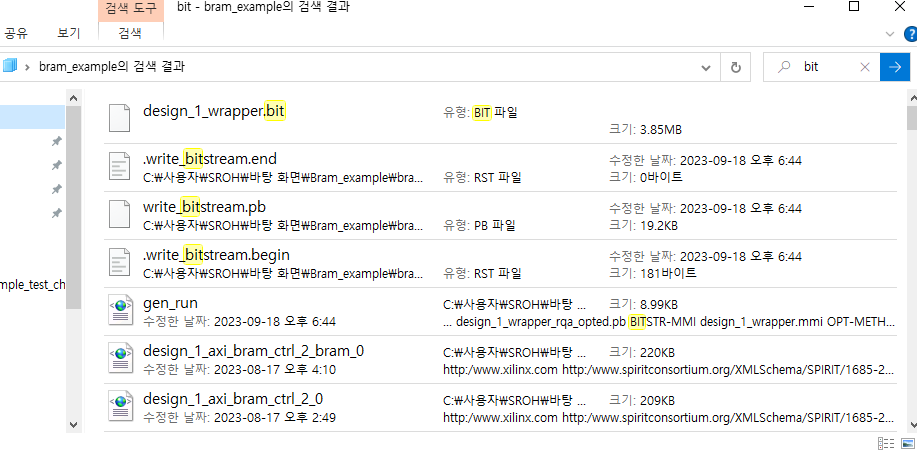 검색 도구
bit - bram_example의 검색 결과
공유
보기
검색
bram_example의 검색 결과
bit
design_1_wrapper.bit
유형: BIT 파일
크기: 3.85MB
.write_bitstream.end
수정한 날짜: 2023-09-18 오후 6:44
C:₩사용자₩SROH₩바탕 화면₩Bram_example₩bra...
유형: RST 파일
크기: 0바이트
write_bitstream.pb
수정한 날짜: 2023-09-18 오후 6:44
C:₩사용자₩SROH₩바탕 화면₩Bram_example₩bra...
유형: PB 파일
크기: 19.2KB
.write_bitstream.begin
수정한 날짜: 2023-09-18 오후 6:44
C:₩사용자₩SROH₩바탕 화면₩Bram_example₩bra...
유형: RST 파일
크기: 181바이트
mple_test_ch
gen_run
C:₩사용자₩SROH₩바탕 ...
크기: 8.99KB
수정한 날짜: 2023-09-18 오후 6:44
... design_1_wrapper_rqa_opted.pb BITSTR-MMI design_1_wrapper.mmi OPT-METH...
design_1_axi_bram_ctrl_2_bram_0
C:₩사용자₩SROH₩바탕 ...
크기: 220KB
수정한 날짜: 2023-08-17 오후 4:10
http://www.xilinx.com http://www.spiritconsortium.org/XMLSchema/SPIRIT/1685-2...
design_1_axi_bram_ctrl_2_0
C:₩사용자₩SROH₩바탕 ...
크기: 209KB
수정한 날짜: 2023-08-17 오후 2:49
http://www.xilinx.com http://www.spiritconsortium.org/XMLSchema/SPIRIT/1685-2...